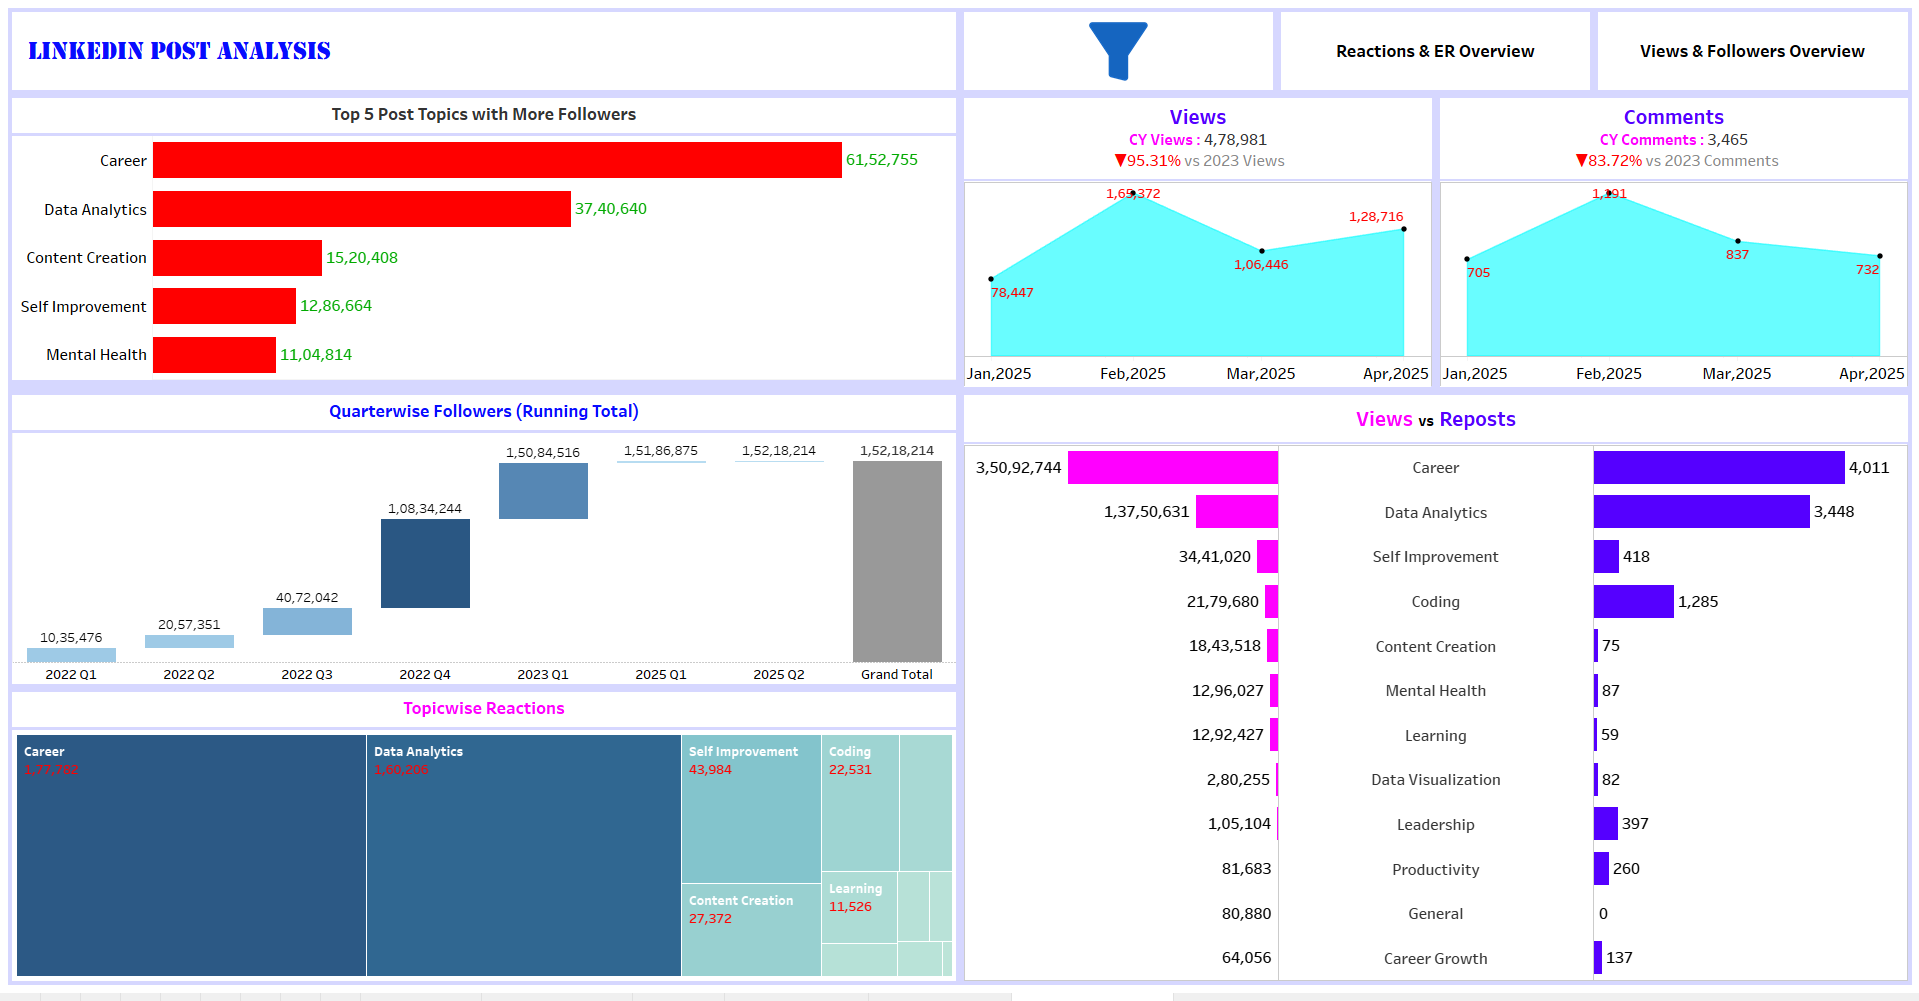 LINKEDIN POST ANALYSIS
Reactions & ER Overview
Views & Followers Overview
Top 5 Post Topics with More Followers
Career 61,52,755
Data Analytics 37,40,640
Content Creation 15,20,408
Self Improvement 12,86,664
Mental Health 11,04,814
Views
CY Views : 4,78,981
▼95.31% vs 2023 Views
1,65,372
1,28,716
1,06,446
78,447
Jan,2025 Feb,2025 Mar,2025 Apr,2025
Comments
CY Comments : 3,465
▼83.72% vs 2023 Comments
1,191
705
837
732
Jan,2025 Feb,2025 Mar,2025 Apr,2025
Quarterwise Followers (Running Total)
10,35,476
20,57,351
40,72,042
1,08,34,244
1,50,84,516
1,51,86,875
1,52,18,214
1,52,18,214
2022 Q1 2022 Q2 2022 Q3 2022 Q4 2023 Q1 2025 Q1 2025 Q2 Grand Total
Views vs Reposts
3,50,92,744 Career 4,011
1,37,50,631 Data Analytics 3,448
34,41,020 Self Improvement 418
21,79,680 Coding 1,285
18,43,518 Content Creation 75
12,96,027 Mental Health 87
12,92,427 Learning 59
2,80,255 Data Visualization 82
1,05,104 Leadership 397
81,683 Productivity 260
80,880 General 0
64,056 Career Growth 137
Topicwise Reactions
Career
Data Analytics
1,60,206
Self Improvement
43,984
Coding
22,531
Content Creation
27,372
Learning
11,526